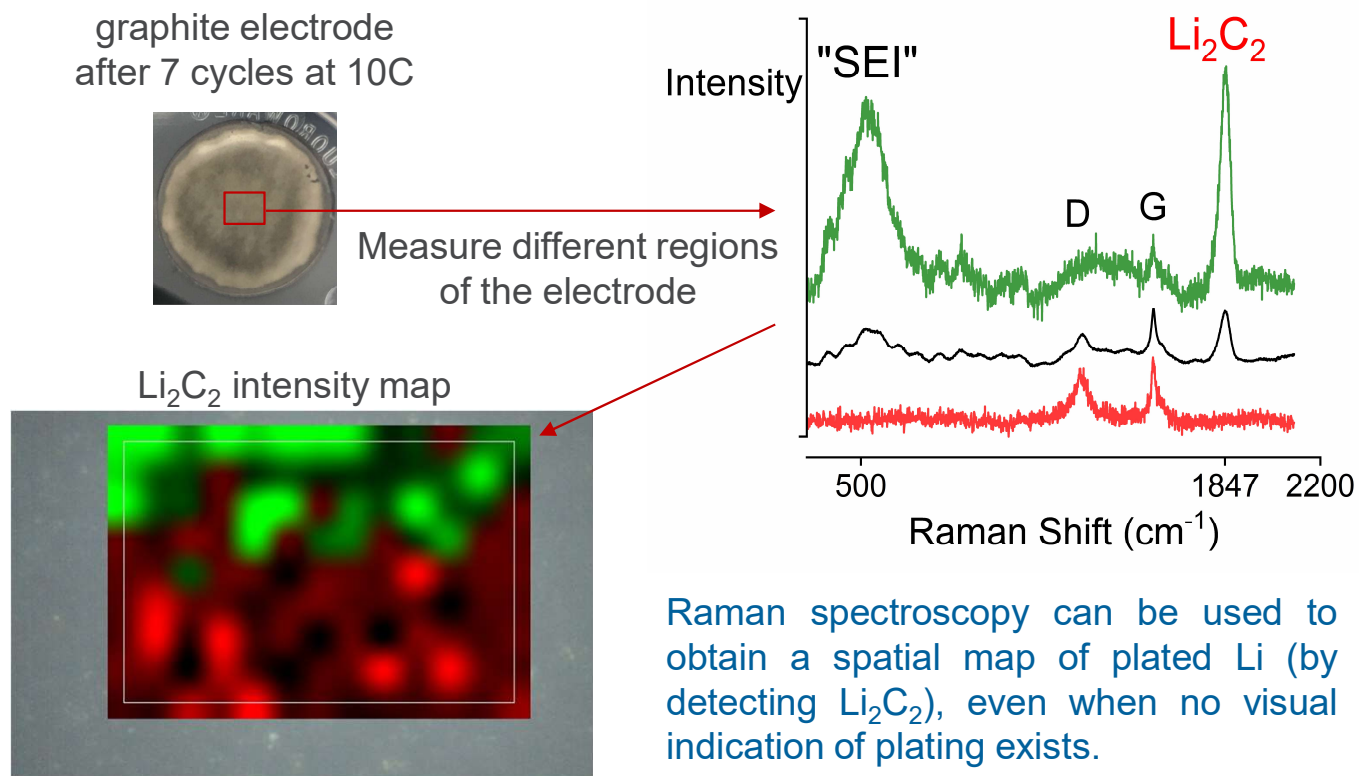 graphite electrode
after 7 cycles at 10C
Measure different regions
of the electrode
Li₂C₂ intensity map
Intensity
"SEI"
Li₂C₂
D
G
500
1847
2200
Raman Shift (cm⁻¹)
Raman spectroscopy can be used to
obtain a spatial map of plated Li (by
detecting Li₂C₂), even when no visual
indication of plating exists.